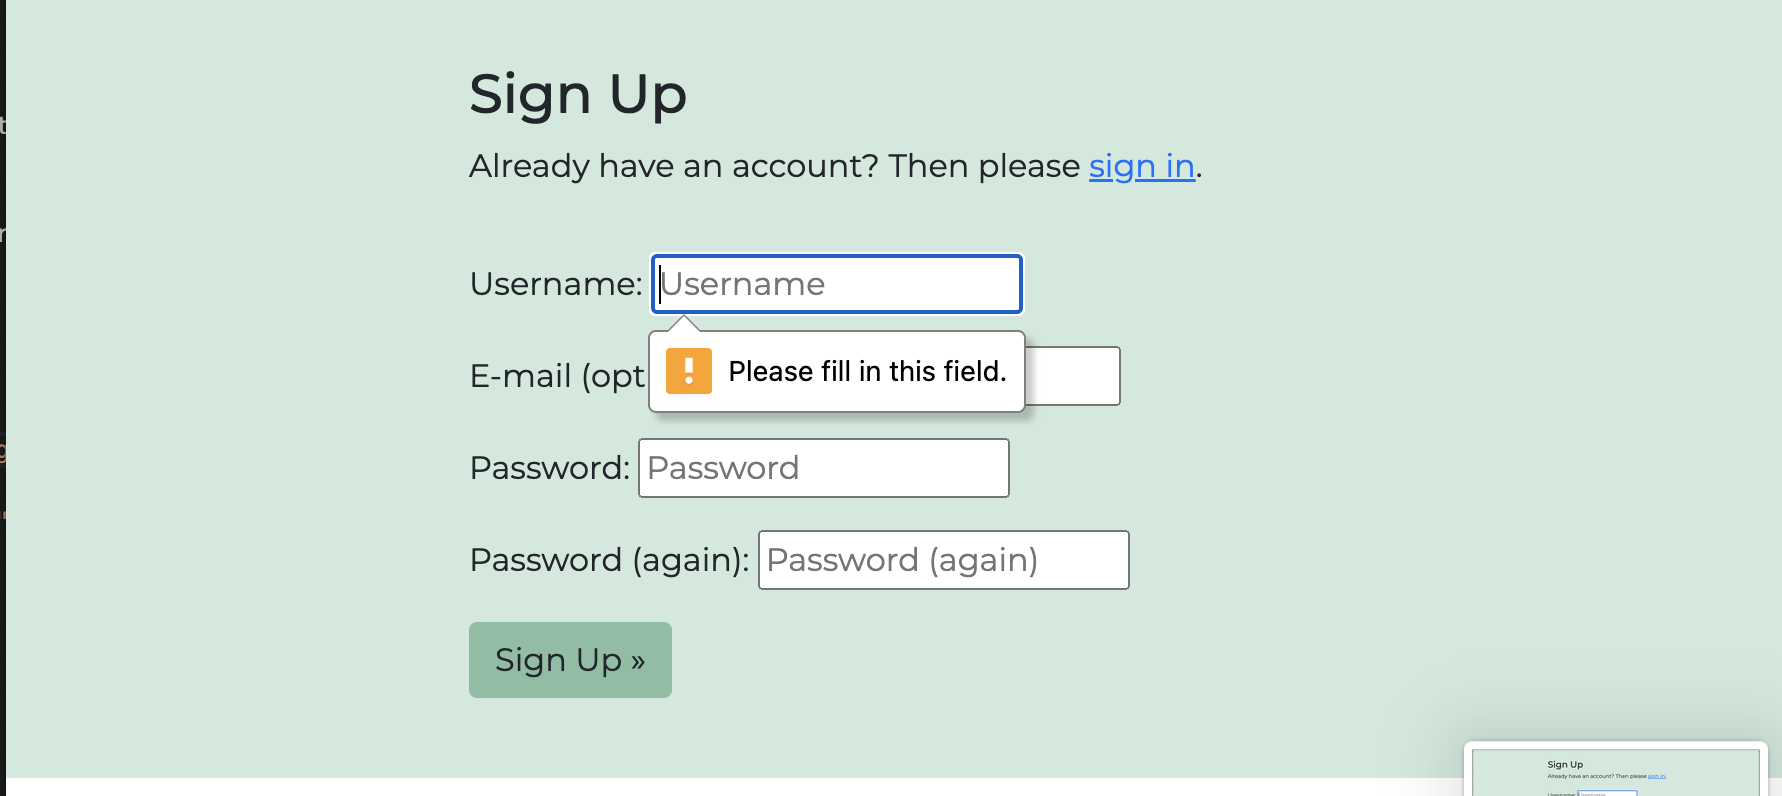 Sign Up
Already have an account? Then please sign in.
Username: Username
Please fill in this field.
E-mail (opt
Password: Password
Password (again): Password (again)
Sign Up »
Sign Up
Already have an account? Then please sign in.
Username: Username